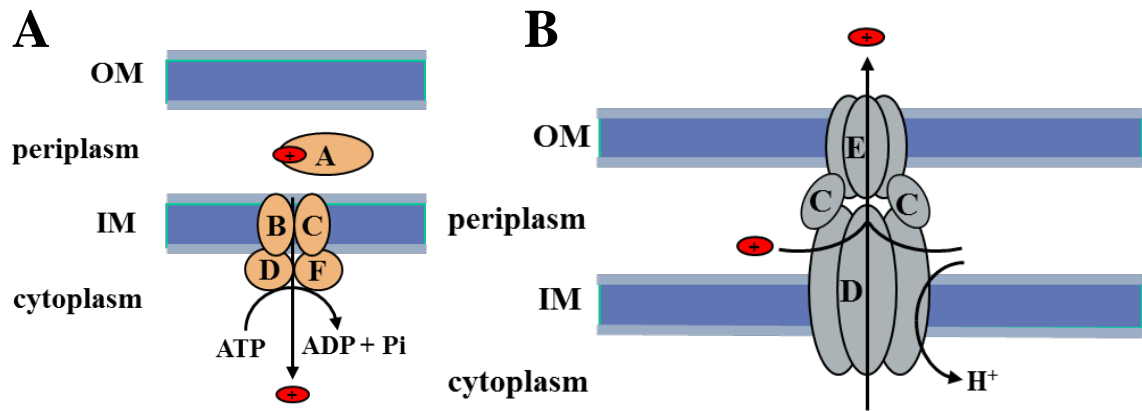 A
OM
periplasm
+
A
IM
B
C
D
F
cytoplasm
ATP
ADP + Pi
+
B
+
OM
E
C
C
periplasm
+
IM
D
cytoplasm
H⁺